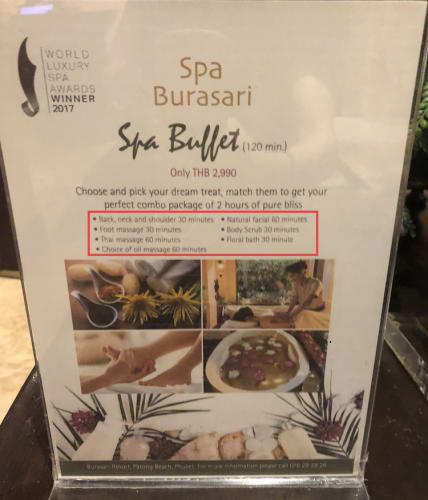 WORLD
LUXURY
SPA
AWARDS
WINNER
2017
Spa
Burasari
Spa Buffet (120 min.)
Only THB 2,990
Choose and pick your dream treat, match them to get your
perfect combo package of 2 hours of pure bliss
• Back, neck and shoulder 30 minutes
• Foot massage 30 minutes
• Thai massage 60 minutes
• Choice of oil massage 60 minutes
• Natural facial 60 minutes
• Body Scrub 30 minutes
• Floral bath 30 minute
Burasari Resort, Patong Beach, Phuket. For more information please call